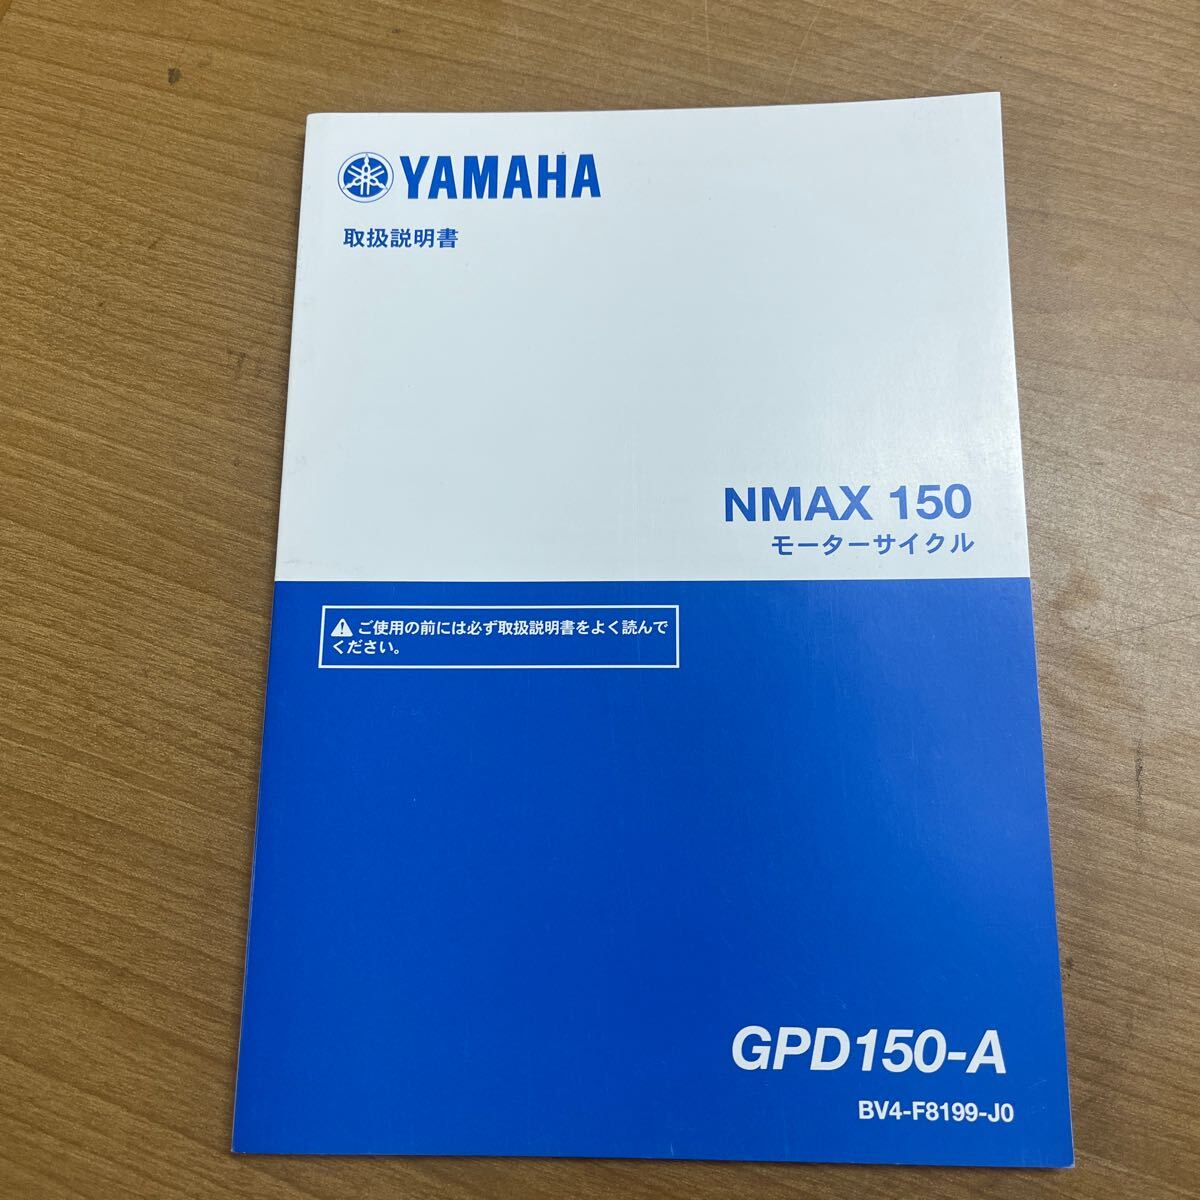 YAMAHA
取扱説明書
NMAX 150
モーターサイクル
ご使用の前には必ず取扱説明書をよく読んで
ください。
GPD150-A
BV4-F8199-J0